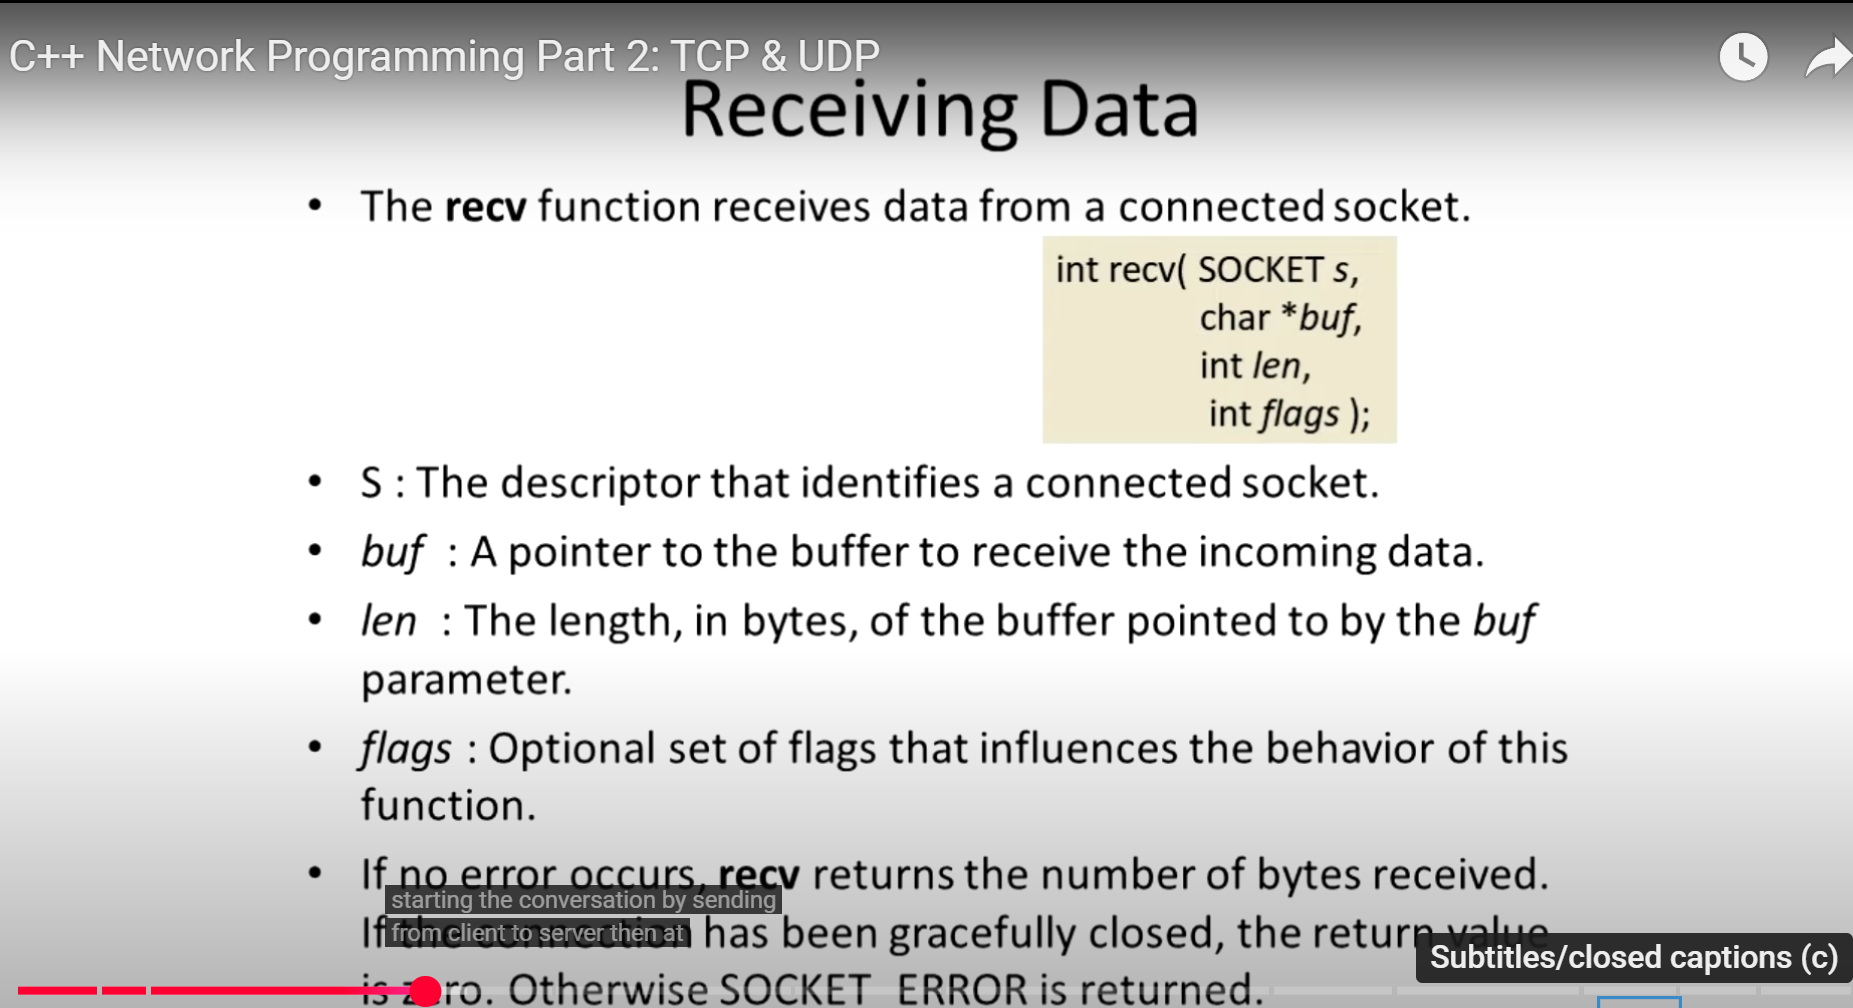 C++ Network Programming Part 2: TCP & UDP
Receiving Data
• The recv function receives data from a connected socket.
int recv( SOCKET s,
char *buf,
int len,
int flags );
• S : The descriptor that identifies a connected socket.
• buf : A pointer to the buffer to receive the incoming data.
• len : The length, in bytes, of the buffer pointed to by the buf
parameter.
• flags : Optional set of flags that influences the behavior of this
function.
• If no error occurs, recv returns the number of bytes received.
starting the conversation by sending
If the connection has been gracefully closed, the return value
from client to server then at
Subtitles/closed captions (c)
is zero. Otherwise SOCKET_ERROR is returned.